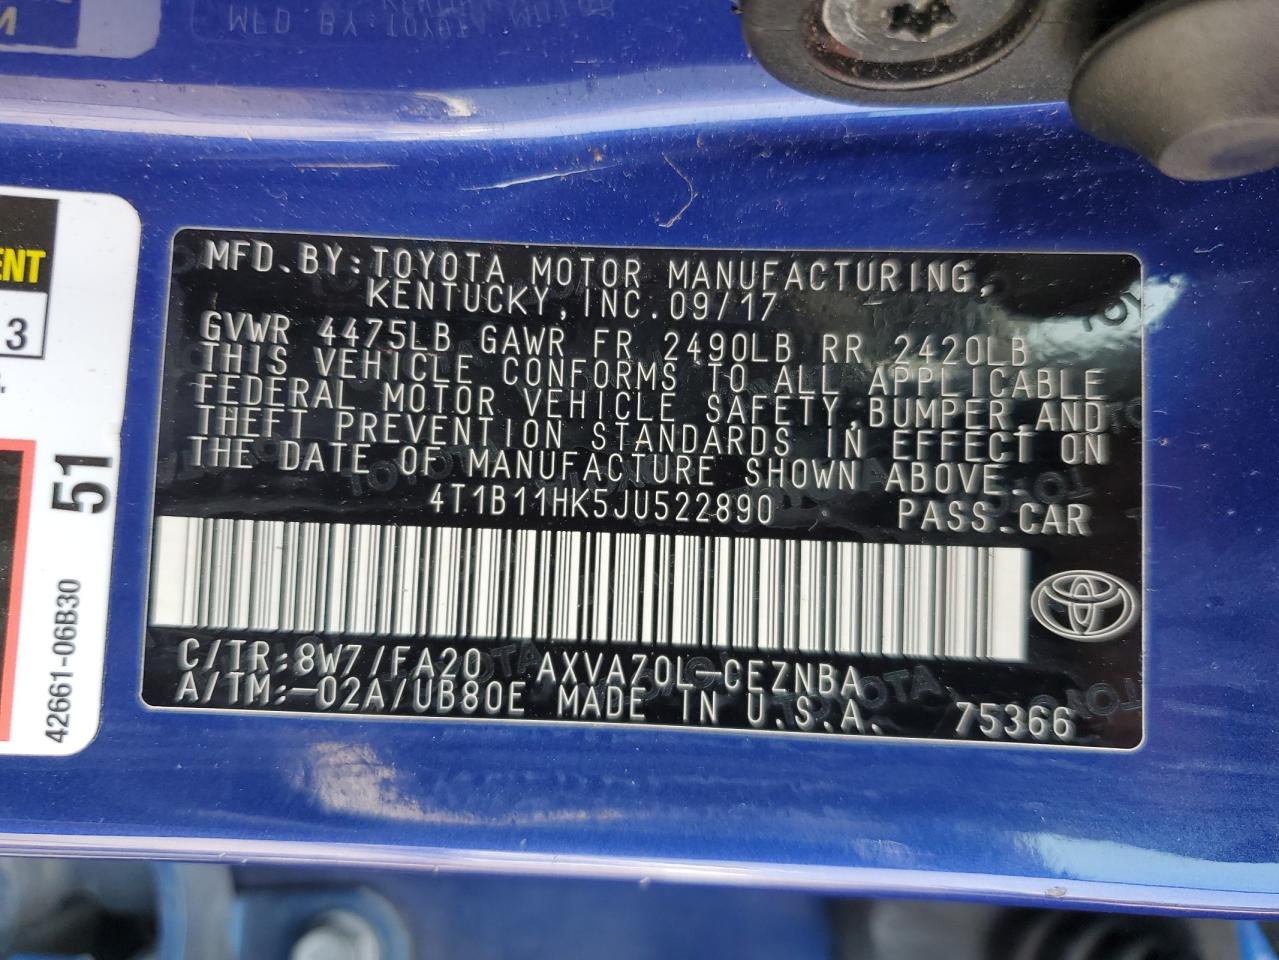 MFD. BY: TOYOTA MOTOR MANUFACTURING,
KENTUCKY, INC. 09/17
GVWR 4475LB GAWR FR 2490LB RR 2420LB
THIS VEHICLE CONFORMS TO ALL APPLICABLE
FEDERAL MOTOR VEHICLE SAFETY, BUMPER, AND
THEFT PREVENTION STANDARDS IN EFFECT ON
THE DATE OF MANUFACTURE SHOWN ABOVE.
4T1B11HK5JU522890 PASS.CAR
C/TR:8W7/FA20 AXVA70L-CEZNBA
A/TM:-02A/UB80E MADE IN U.S.A. 75366
ENT
3
51
42661-06B30